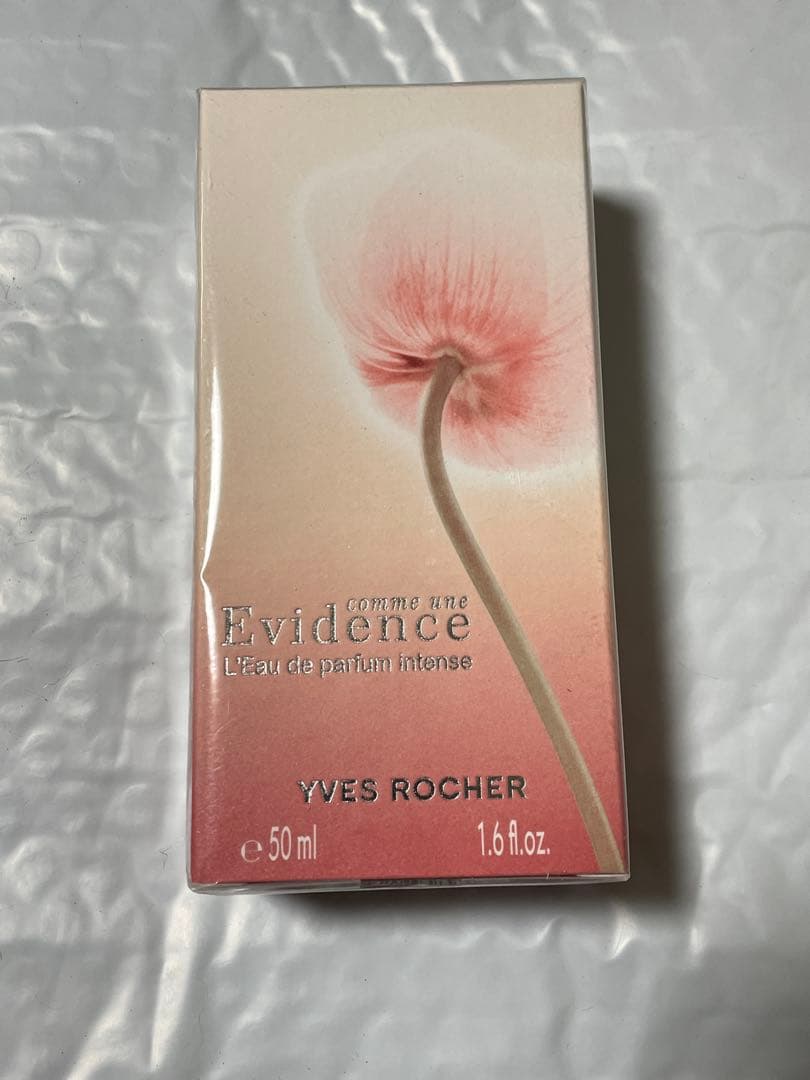 comme une
Evidence
L'Eau de parfum intense
YVES ROCHER
℮ 50 ml 1.6 fl.oz.